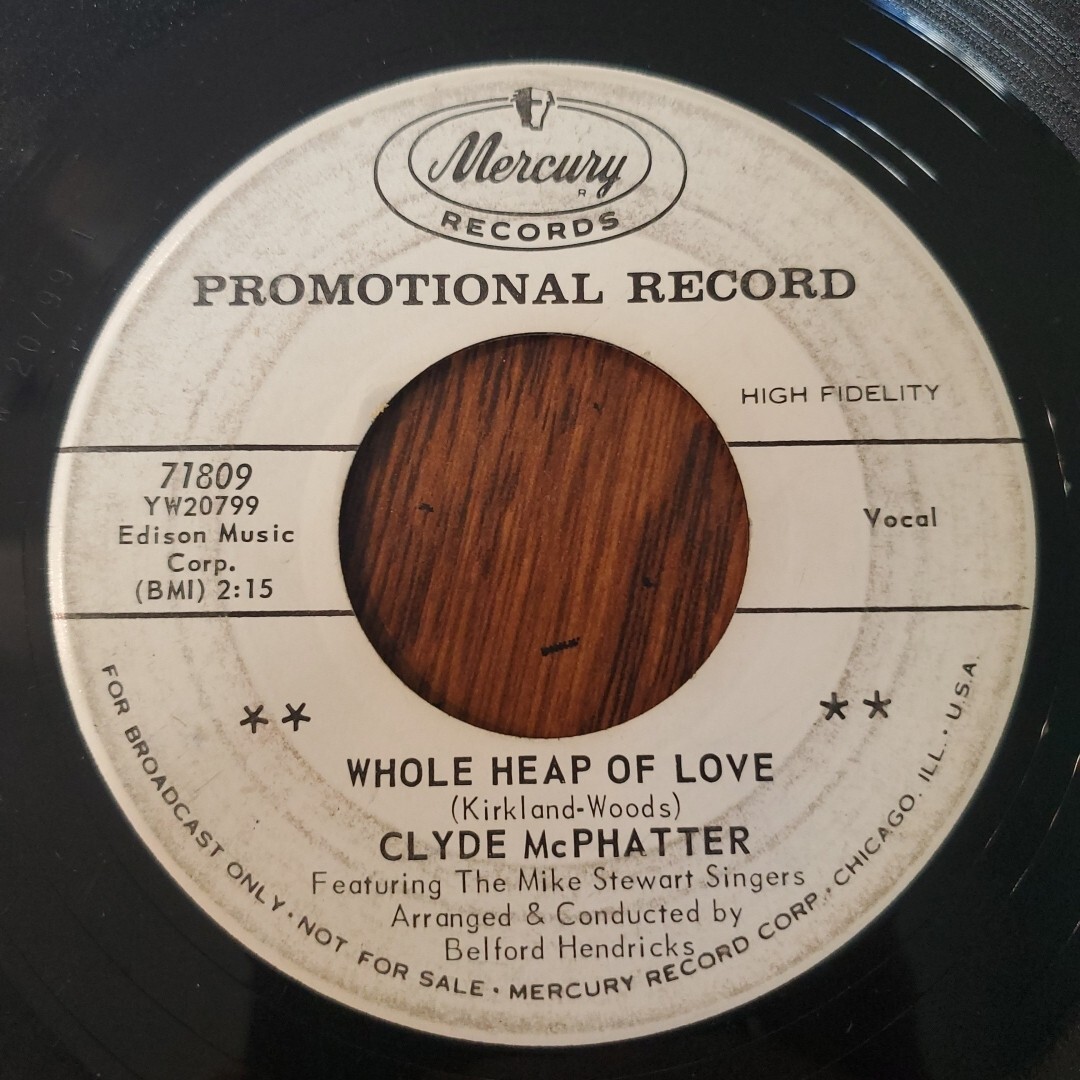 Mercury
R
RECORDS
PROMOTIONAL RECORD
HIGH FIDELITY
71809
YW20799
Edison Music
Corp.
(BMI) 2:15
Vocal
** **
WHOLE HEAP OF LOVE
(Kirkland-Woods)
CLYDE McPHATTER
Featuring The Mike Stewart Singers
Arranged & Conducted by
Belford Hendricks
FOR BROADCAST ONLY • NOT FOR SALE • MERCURY RECORD CORP. • CHICAGO, ILL. • U.S.A.